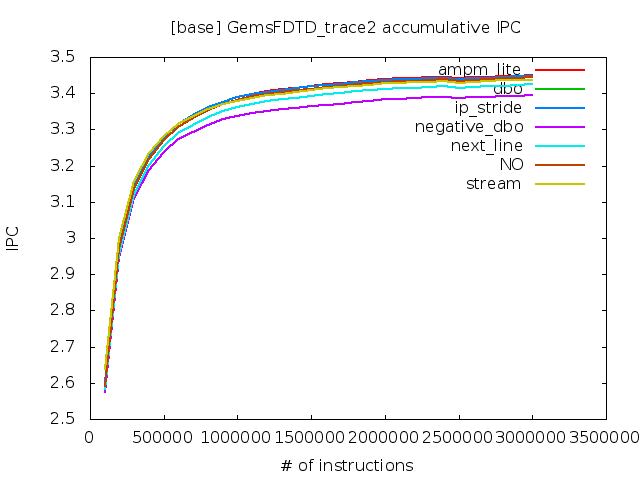 [base] GemsFDTD_trace2 accumulative IPC
3.5
3.4
3.3
3.2
3.1
3
2.9
2.8
2.7
2.6
2.5
IPC
ampm_lite
dbo
ip_stride
negative_dbo
next_line
NO
stream
0 500000 1000000 1500000 2000000 2500000 3000000 3500000
# of instructions